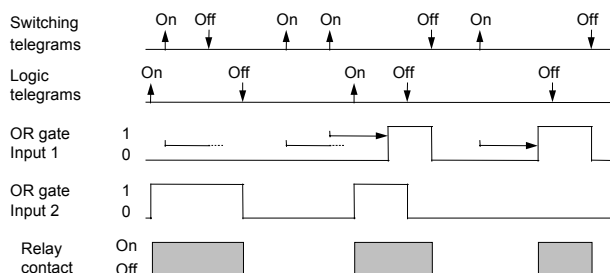 Switching telegrams On Off On On Off On Off
Logic telegrams On Off On Off Off
OR gate Input 1 1 0
OR gate Input 2 1 0
Relay contact On Off